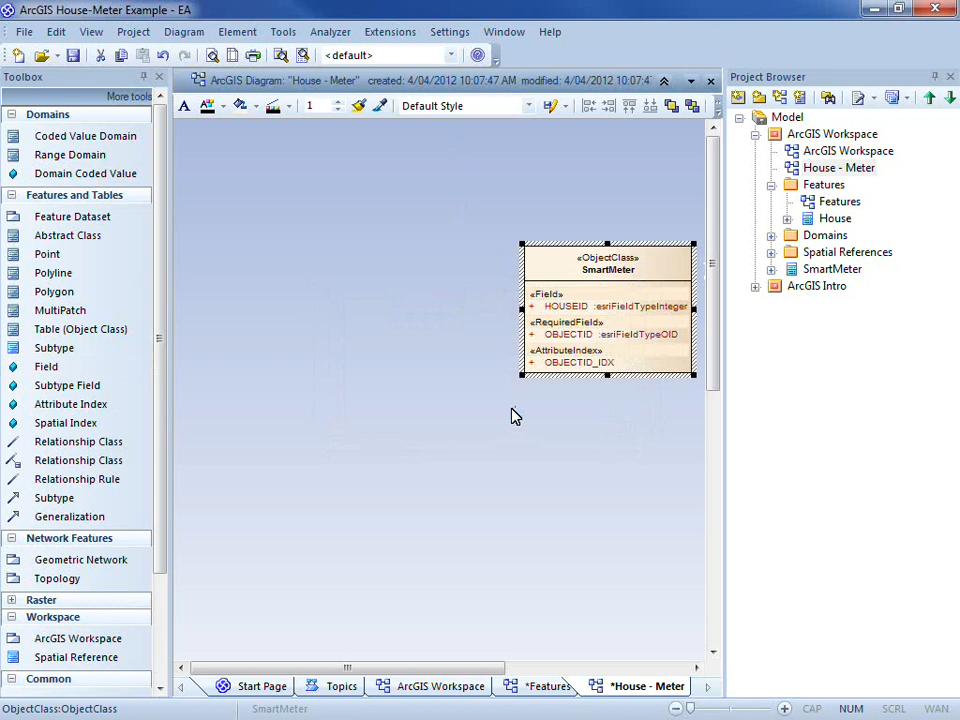 ArcGIS House-Meter Example - EA
File Edit View Project Diagram Element Tools Analyzer Extensions Settings Window Help
<default>
Toolbox
ArcGIS Diagram: "House - Meter" created: 4/04/2012 10:07:47 AM modified: 4/04/2012 10:07:4
Project Browser
More tools
1
Default Style
Domains
Coded Value Domain
Range Domain
Domain Coded Value
Features and Tables
Feature Dataset
Abstract Class
Point
Polyline
Polygon
MultiPatch
Table (Object Class)
Subtype
Field
Subtype Field
Attribute Index
Spatial Index
Relationship Class
Relationship Class
Relationship Rule
Subtype
Generalization
Network Features
Geometric Network
Topology
Raster
Workspace
ArcGIS Workspace
Spatial Reference
Common
«ObjectClass»
SmartMeter
«Field»
+ HOUSEID :esriFieldTypeInteger
«RequiredField»
+ OBJECTID :esriFieldTypeOID
«AttributeIndex»
+ OBJECTID_IDX
Model
ArcGIS Workspace
ArcGIS Workspace
House - Meter
Features
Features
House
Domains
Spatial References
SmartMeter
ArcGIS Intro
Start Page Topics ArcGIS Workspace *Features *House - Meter
ObjectClass:ObjectClass SmartMeter CAP NUM SCRL WAN